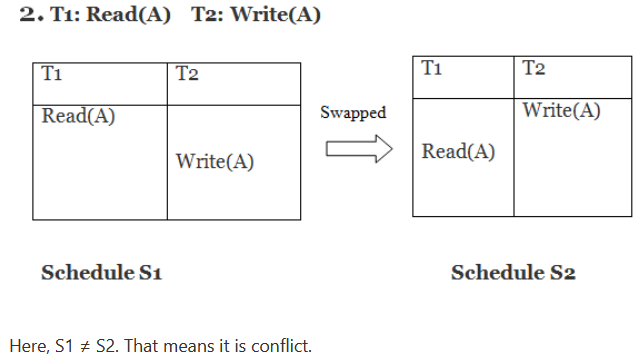 2. T1: Read(A) T2: Write(A)
T1 T2
Read(A)
Write(A)
Schedule S1
Swapped
T1 T2
Write(A)
Read(A)
Schedule S2
Here, S1 ≠ S2. That means it is conflict.